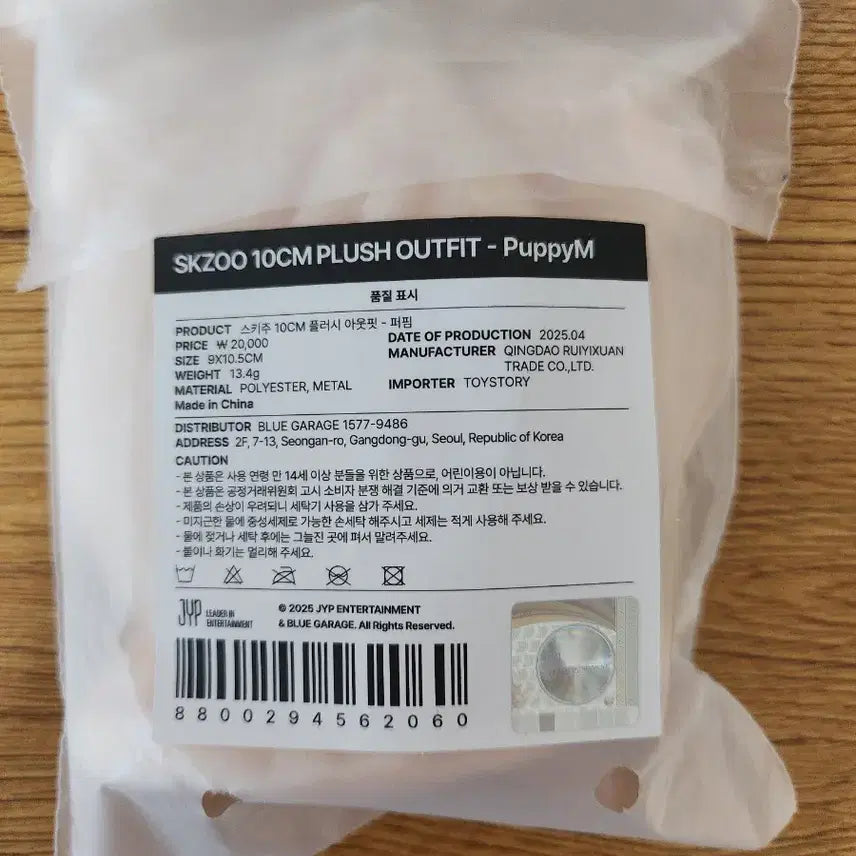 SKZOO 10CM PLUSH OUTFIT - PuppyM
품질 표시
PRODUCT 스키주 10CM 플러시 아웃핏 - 퍼핌
PRICE ₩ 20,000
SIZE 9X10.5CM
WEIGHT 13.4g
MATERIAL POLYESTER, METAL
Made in China
DATE OF PRODUCTION 2025.04
MANUFACTURER QINGDAO RUIYIXUAN
TRADE CO.,LTD.
IMPORTER TOYSTORY
DISTRIBUTOR BLUE GARAGE 1577-9486
ADDRESS 2F, 7-13, Seongan-ro, Gangdong-gu, Seoul, Republic of Korea
CAUTION
- 본 상품은 사용 연령 만 14세 이상 분들을 위한 상품으로, 어린이용이 아닙니다.
- 본 상품은 공정거래위원회 고시 소비자 분쟁 해결 기준에 의거 교환 또는 보상 받을 수 있습니다.
- 제품의 손상이 우려되니 세탁기 사용을 삼가 주세요.
- 미지근한 물에 중성세제로 가능한 손세탁 해주시고 세제는 적게 사용해 주세요.
- 물에 젖거나 세탁 후에는 그늘진 곳에 펴서 말려주세요.
- 불이나 화기는 멀리해 주세요.
JYP LEADER IN
ENTERTAINMENT
© 2025 JYP ENTERTAINMENT
& BLUE GARAGE. All Rights Reserved.
8800294562060